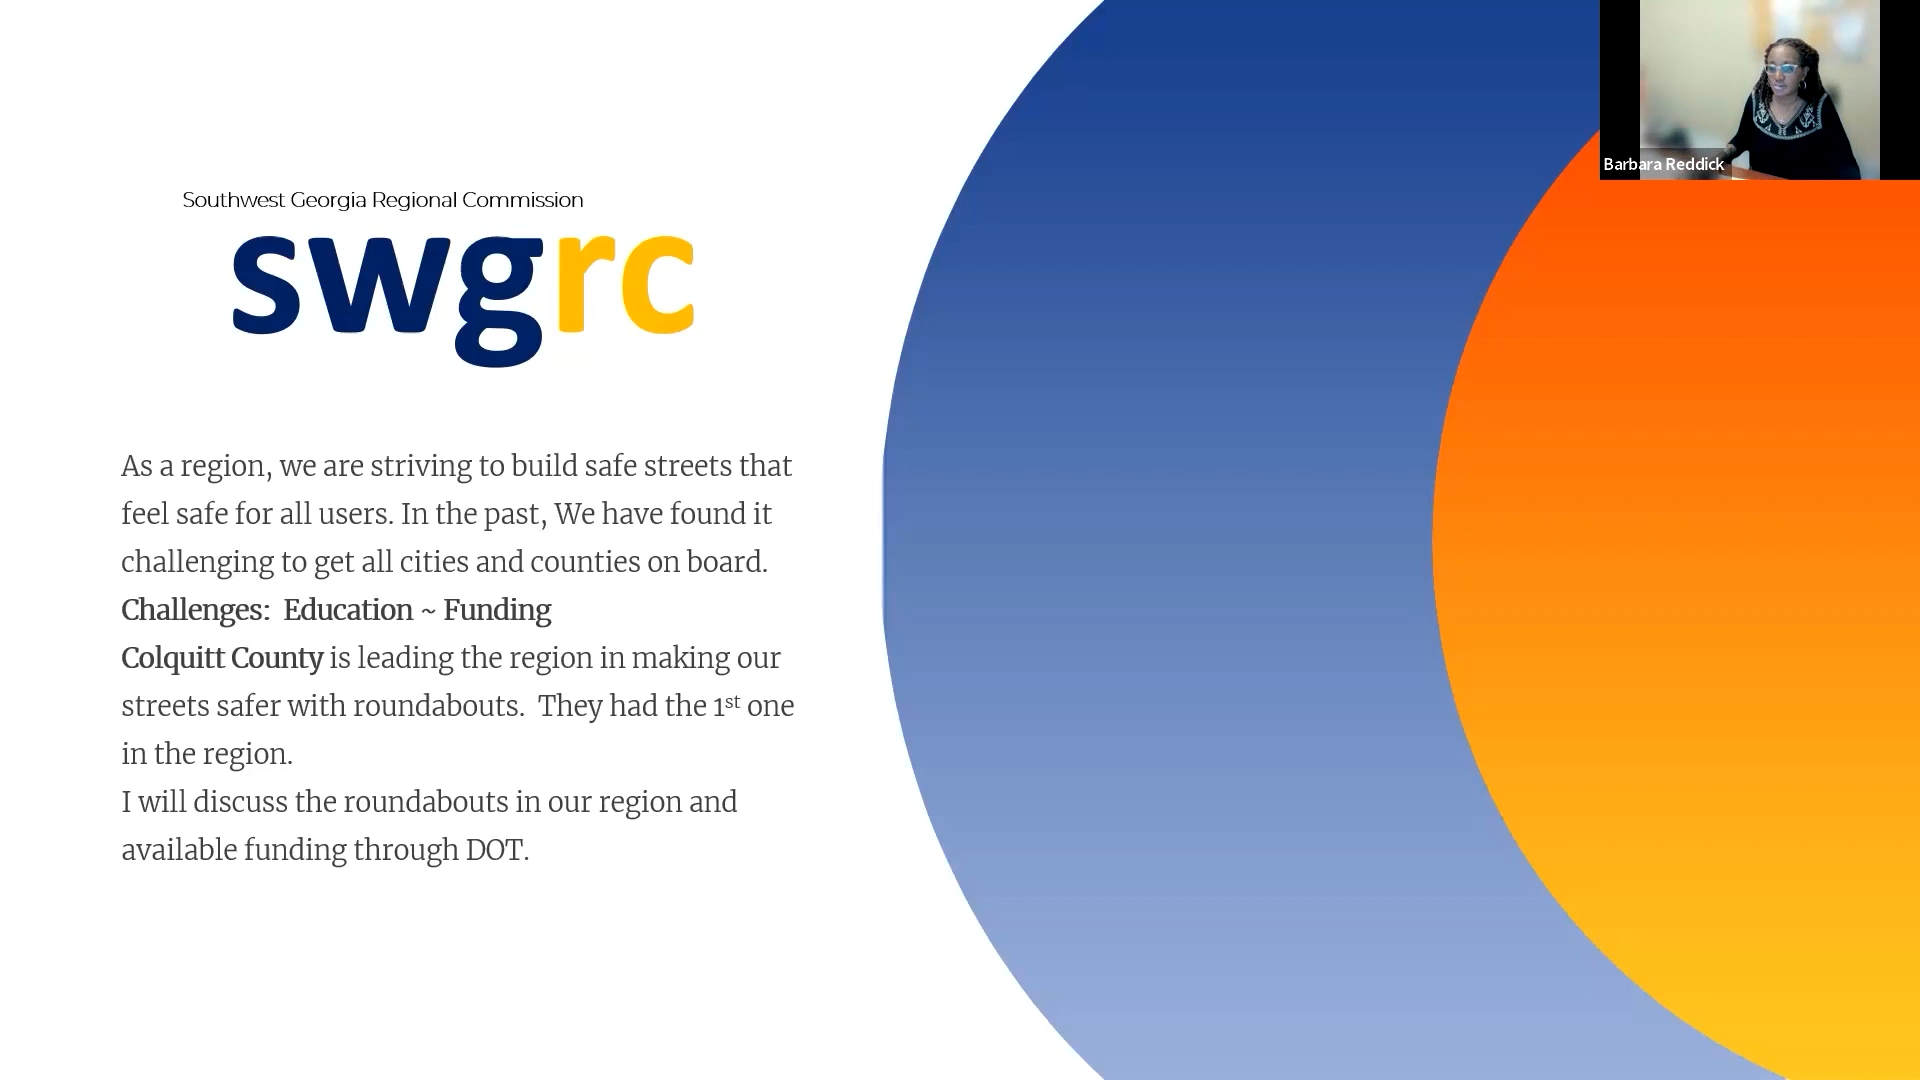 Barbara Reddick
Southwest Georgia Regional Commission
swgrc
As a region, we are striving to build safe streets that
feel safe for all users. In the past, We have found it
challenging to get all cities and counties on board.
Challenges:  Education ~ Funding
Colquitt County is leading the region in making our
streets safer with roundabouts.  They had the 1st one
in the region.
I will discuss the roundabouts in our region and
available funding through DOT.